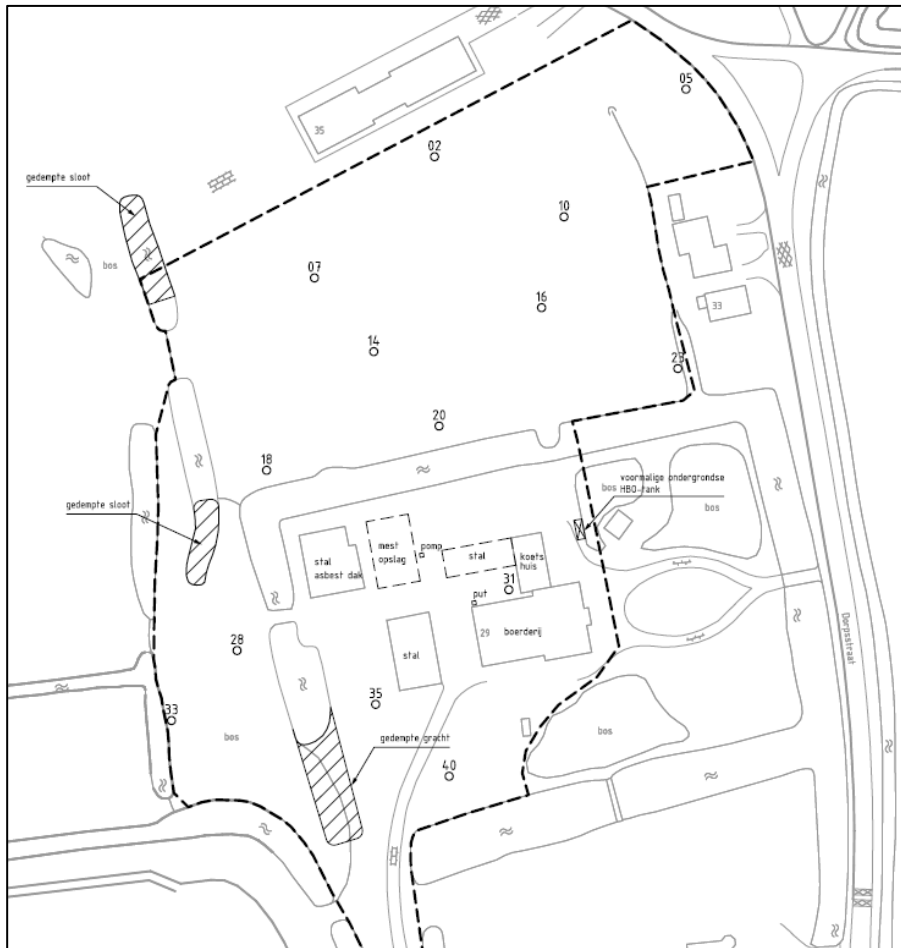 05
35
02
gedempte sloot
10
bos
07
33
16
14
23
20
18
voormalige ondergrondse
HBO-tank
bos
bos
gedempte sloot
mest
opslag
pomp
stal
asbest dak
stal
koets
huis
31
put
29
boerderij
Dorpsstraat
28
stal
35
33
bos
bos
gedempte gracht
40